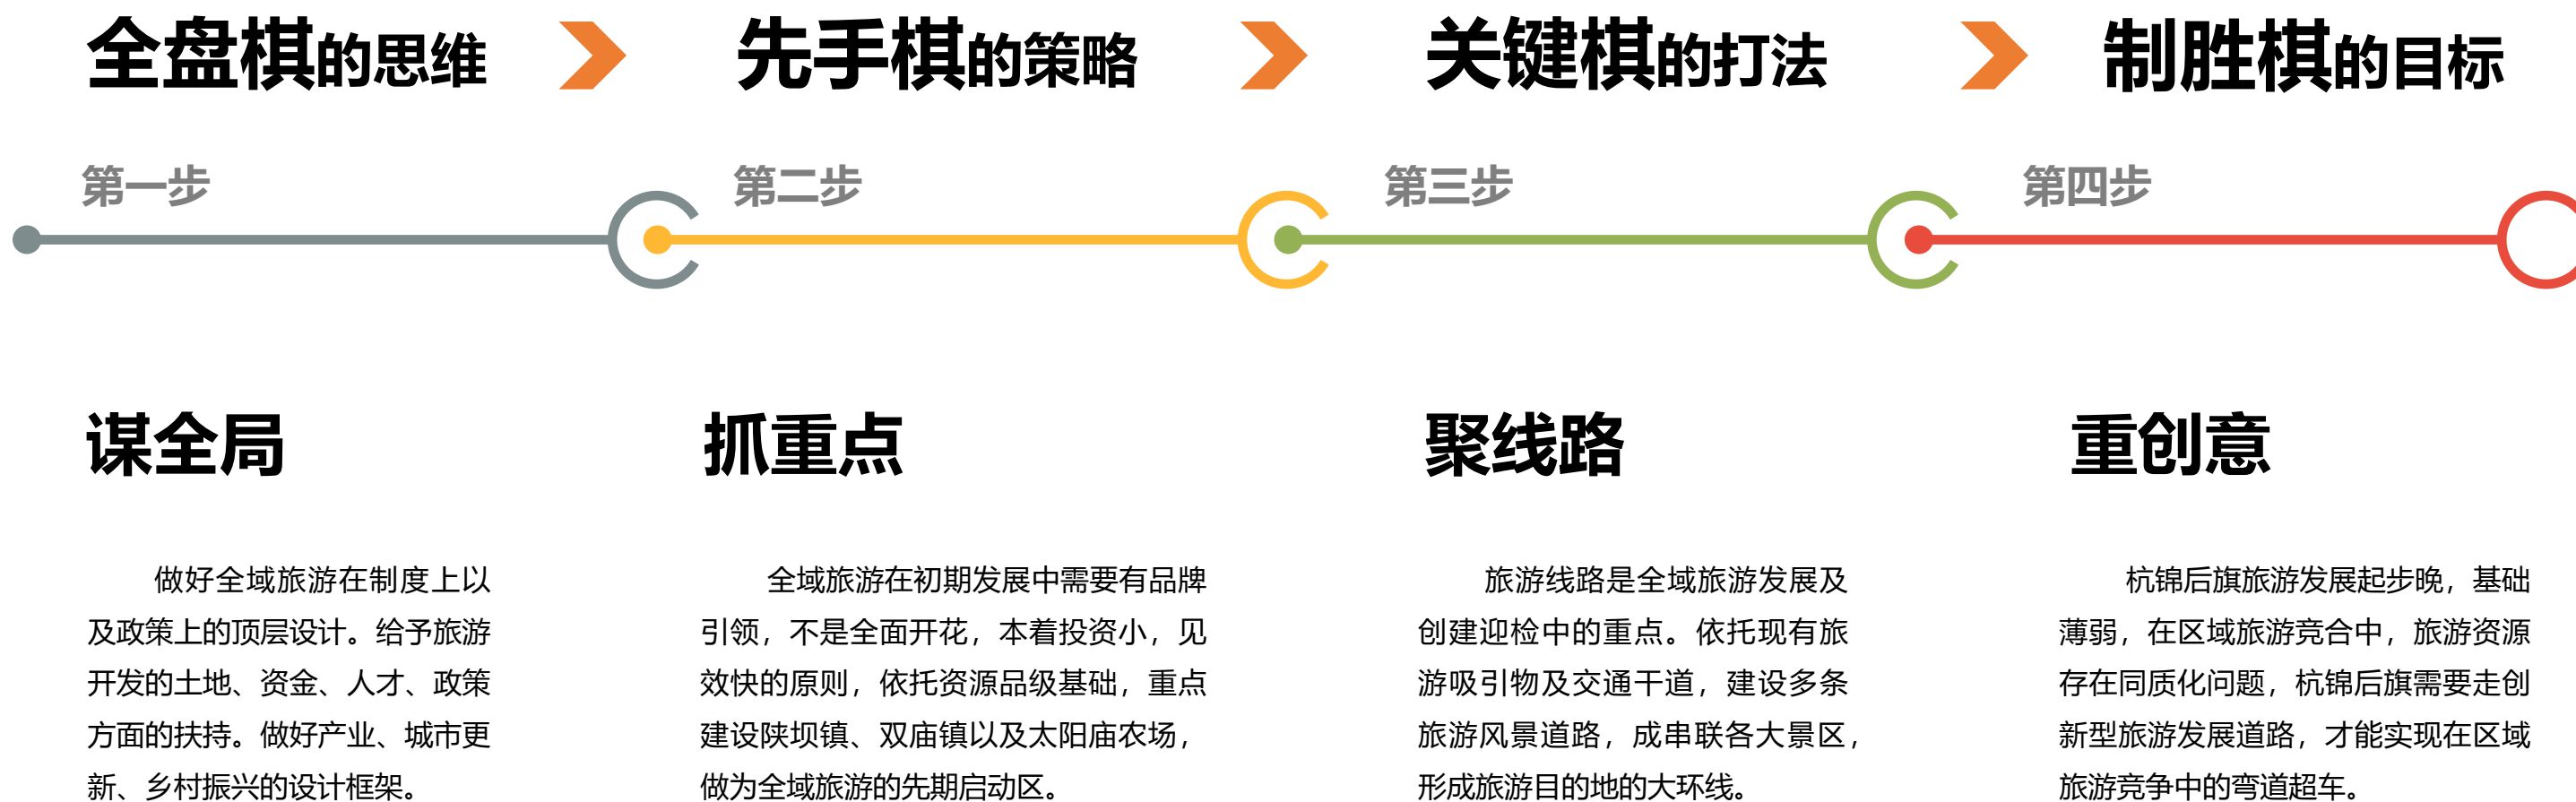 全盘棋的思维
先手棋的策略
关键棋的打法
制胜棋的目标
第一步
第二步
第三步
第四步
谋全局
抓重点
聚线路
重创意
做好全域旅游在制度上以
及政策上的顶层设计。给予旅游
开发的土地、资金、人才、政策
方面的扶持。做好产业、城市更
新、乡村振兴的设计框架。
全域旅游在初期发展中需要有品牌
引领，不是全面开花，本着投资小，见
效快的原则，依托资源品级基础，重点
建设陕坝镇、双庙镇以及太阳庙农场，
做为全域旅游的先期启动区。
旅游线路是全域旅游发展及
创建迎检中的重点。依托现有旅
游吸引物及交通干道，建设多条
旅游风景道路，成串联各大景区，
形成旅游目的地的大环线。
杭锦后旗旅游发展起步晚，基础
薄弱，在区域旅游竞合中，旅游资源
存在同质化问题，杭锦后旗需要走创
新型旅游发展道路，才能实现在区域
旅游竞争中的弯道超车。